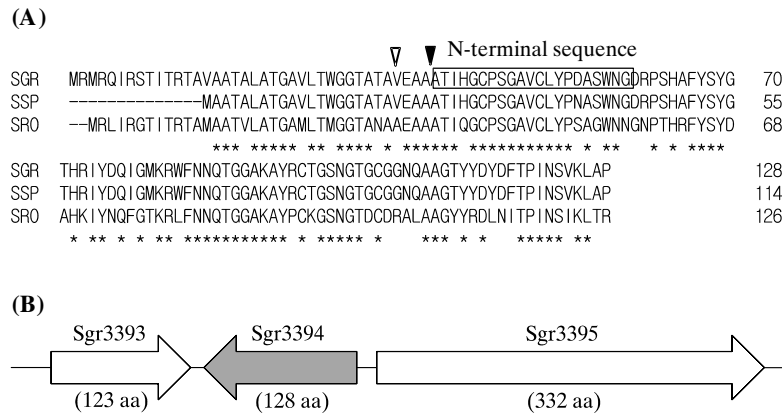 (A)
N-terminal sequence
SGR MRMRQIRSTITRTAVAATALATGAVLTWGGTATAVEAAATIHGCPSGAVCLYPDASWNGDRPSHAFYSYG 70
SSP --------------MAATALATGAVLTWGGTATAVEAAATIHGCPSGAVCLYPNASWNGDRPSHAFYSYG 55
SRO --MRLIRGTITRTAMAATVLATGAMLTMGGTANAAEAAATIQGCPSGAVCLYPSAGWNNGNPTHRFYSYD 68
*** ***** ** **** * ****** *********** * ** * * ****
SGR THRIYDQIGMKRWFNNQTGGAKAYRCTGSNGTGCGGNQAAGTYYDYDFTPINSVKLAP 128
SSP THRIYDQIGMKRWFNNQTGGAKAYRCTGSNGTGCGGNQAAGTYYDYDFTPINSVKLAP 114
SRO AHKIYNQFGTKRLFNNQTGGAKAYPCKGSNGTDCDRALAAGYYRDLNITPINSIKLTR 126
* ** * * ** *********** * ***** * *** * * ***** **
(B)
Sgr3393 Sgr3394 Sgr3395
(123 aa) (128 aa) (332 aa)